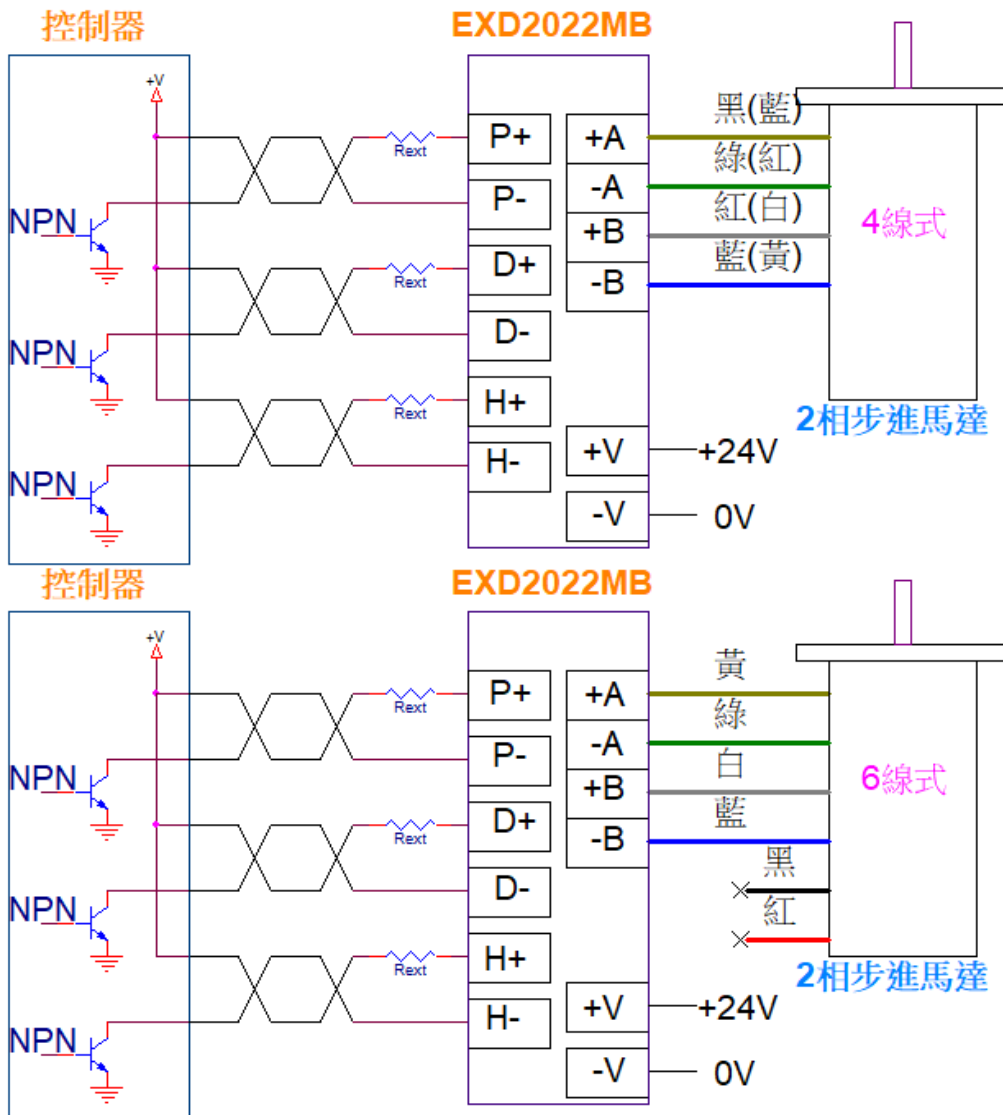 控制器
EXD2022MB
+V
NPN
NPN
NPN
Rext
Rext
Rext
P+
P-
D+
D-
H+
H-
+A
-A
+B
-B
+V
-V
黑(藍)
綠(紅)
紅(白)
藍(黃)
+24V
0V
4線式
2相步進馬達
控制器
EXD2022MB
+V
NPN
NPN
NPN
Rext
Rext
Rext
P+
P-
D+
D-
H+
H-
+A
-A
+B
-B
+V
-V
黃
綠
白
藍
黑
紅
+24V
0V
6線式
2相步進馬達